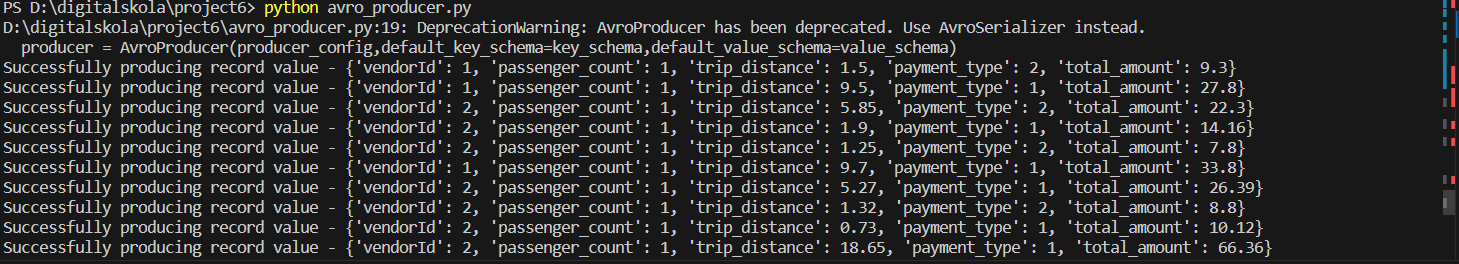 PS D:\digitalskola\project6> python avro_producer.py
D:\digitalskola\project6\avro_producer.py:19: DeprecationWarning: AvroProducer has been deprecated. Use AvroSerializer instead.
  producer = AvroProducer(producer_config,default_key_schema=key_schema,default_value_schema=value_schema)
Successfully producing record value - {'vendorId': 1, 'passenger_count': 1, 'trip_distance': 1.5, 'payment_type': 2, 'total_amount': 9.3}
Successfully producing record value - {'vendorId': 1, 'passenger_count': 1, 'trip_distance': 9.5, 'payment_type': 1, 'total_amount': 27.8}
Successfully producing record value - {'vendorId': 2, 'passenger_count': 1, 'trip_distance': 5.85, 'payment_type': 2, 'total_amount': 22.3}
Successfully producing record value - {'vendorId': 2, 'passenger_count': 1, 'trip_distance': 1.9, 'payment_type': 1, 'total_amount': 14.16}
Successfully producing record value - {'vendorId': 2, 'passenger_count': 1, 'trip_distance': 1.25, 'payment_type': 2, 'total_amount': 7.8}
Successfully producing record value - {'vendorId': 1, 'passenger_count': 1, 'trip_distance': 9.7, 'payment_type': 1, 'total_amount': 33.8}
Successfully producing record value - {'vendorId': 2, 'passenger_count': 1, 'trip_distance': 5.27, 'payment_type': 1, 'total_amount': 26.39}
Successfully producing record value - {'vendorId': 2, 'passenger_count': 1, 'trip_distance': 1.32, 'payment_type': 2, 'total_amount': 8.8}
Successfully producing record value - {'vendorId': 2, 'passenger_count': 1, 'trip_distance': 0.73, 'payment_type': 1, 'total_amount': 10.12}
Successfully producing record value - {'vendorId': 2, 'passenger_count': 1, 'trip_distance': 18.65, 'payment_type': 1, 'total_amount': 66.36}